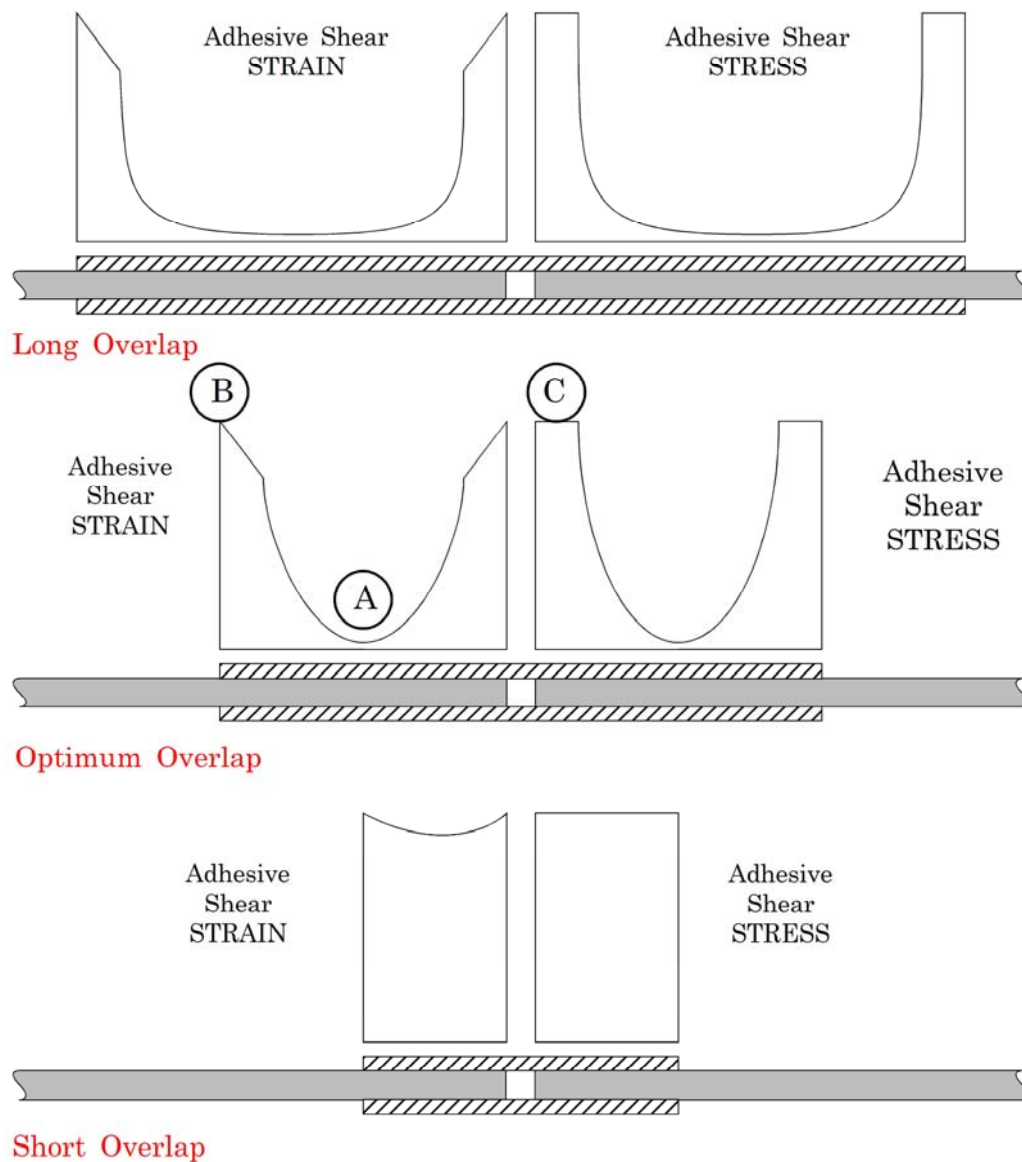 Adhesive Shear
STRAIN
Adhesive Shear
STRESS
Long Overlap
B
C
Adhesive
Shear
STRAIN
Adhesive
Shear
STRESS
A
Optimum Overlap
Adhesive
Shear
STRAIN
Adhesive
Shear
STRESS
Short Overlap